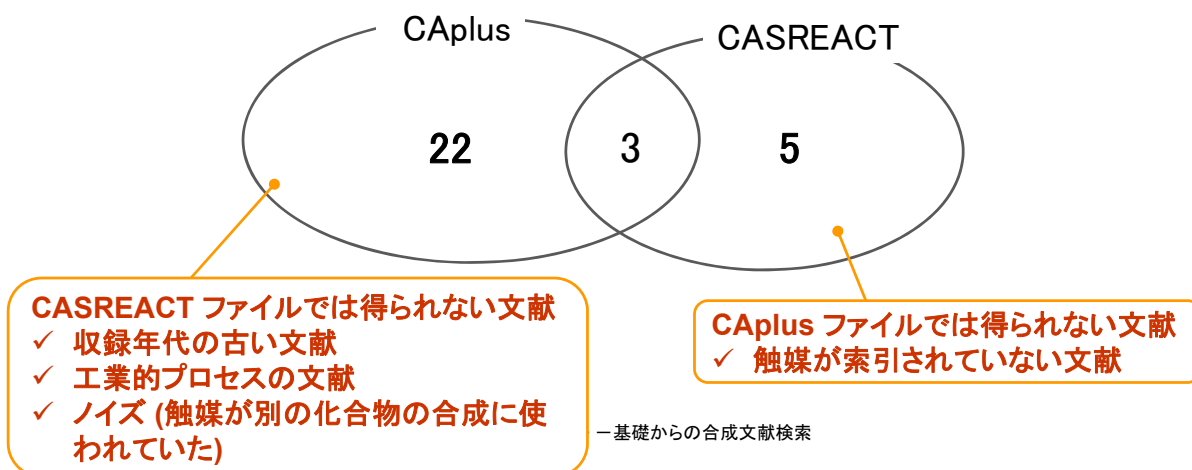 CAplus
CASREACT
22
3
5
CASREACT ファイルでは得られない文献
✓ 収録年代の古い文献
✓ 工業的プロセスの文献
✓ ノイズ (触媒が別の化合物の合成に使
われていた)
CAplus ファイルでは得られない文献
✓ 触媒が索引されていない文献
－基礎からの合成文献検索